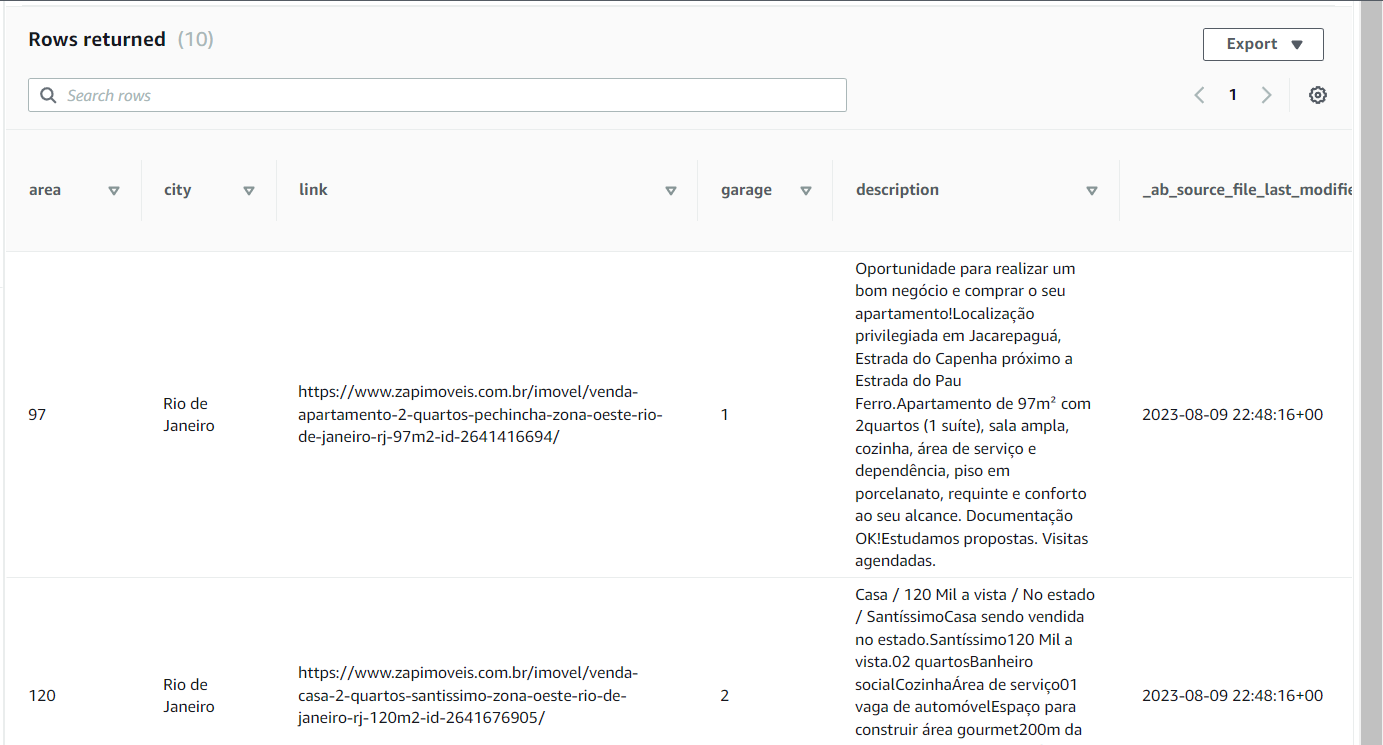 Rows returned (10)
Export
Search rows
1
area
city
link
garage
description
_ab_source_file_last_modifie
97
Rio de
Janeiro
https://www.zapimoveis.com.br/imovel/venda-
apartamento-2-quartos-pechincha-zona-oeste-rio-
de-janeiro-rj-97m2-id-2641416694/
1
Oportunidade para realizar um
bom negócio e comprar o seu
apartamento!Localização
privilegiada em Jacarepaguá,
Estrada do Capenha próximo a
Estrada do Pau
Ferro.Apartamento de 97m² com
2quartos (1 suíte), sala ampla,
cozinha, área de serviço e
dependência, piso em
porcelanato, requinte e conforto
ao seu alcance. Documentação
OK!Estudamos propostas. Visitas
agendadas.
2023-08-09 22:48:16+00
120
Rio de
Janeiro
https://www.zapimoveis.com.br/imovel/venda-
casa-2-quartos-santissimo-zona-oeste-rio-de-
janeiro-rj-120m2-id-2641676905/
2
Casa / 120 Mil a vista / No estado
/ SantíssimoCasa sendo vendida
no estado.Santíssimo120 Mil a
vista.02 quartosBanheiro
socialCozinhaÁrea de serviço01
vaga de automóvelEspaço para
construir área gourmet200m da
2023-08-09 22:48:16+00